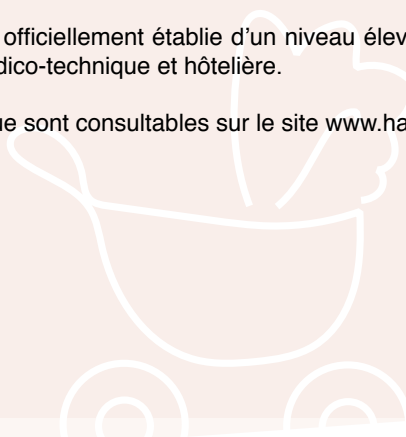 officiellement établie d’un niveau élev
dico-technique et hôtelière.
ue sont consultables sur le site www.ha